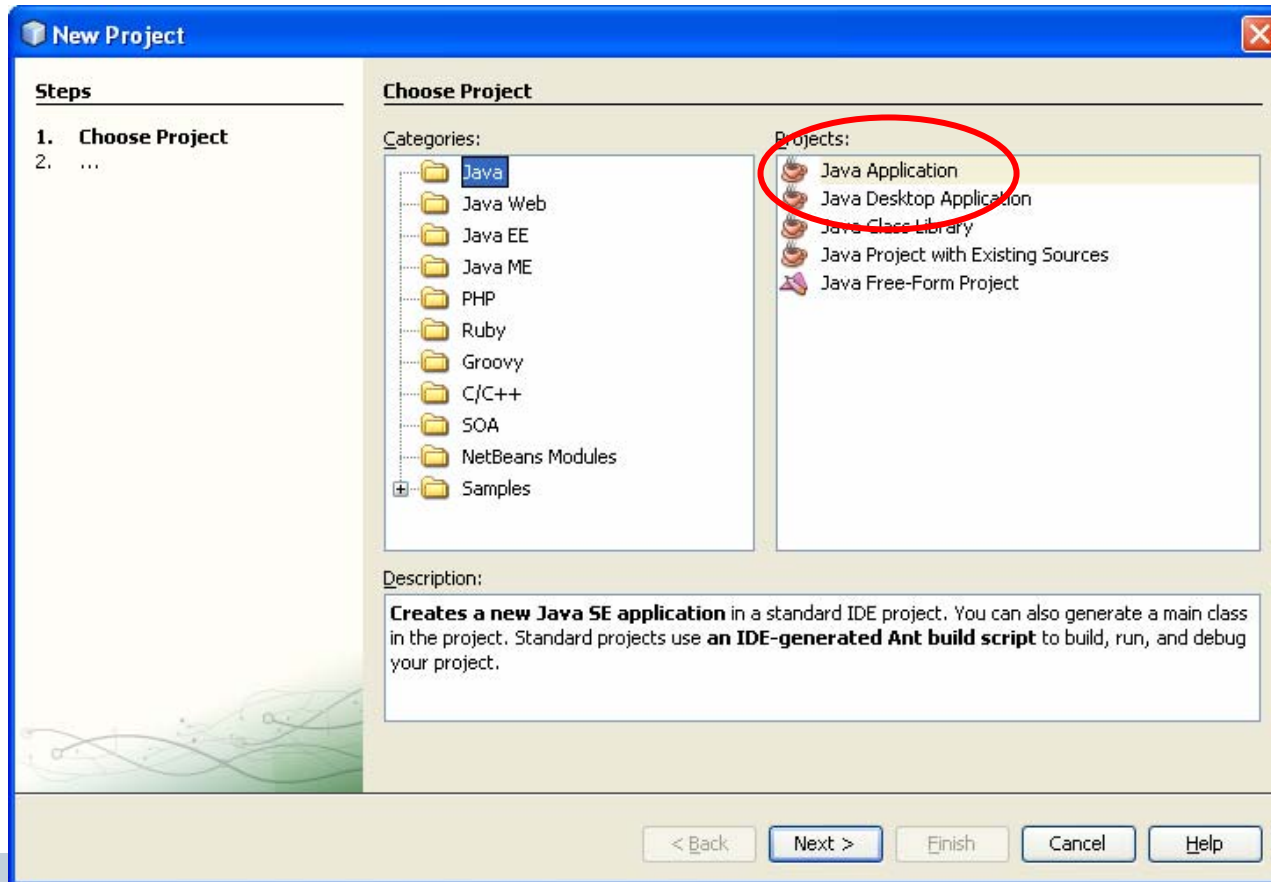 New Project
Steps
1. Choose Project
2. ...
Choose Project
Categories:
Java
Java Web
Java EE
Java ME
PHP
Ruby
Groovy
C/C++
SOA
NetBeans Modules
Samples
Projects:
Java Application
Java Desktop Application
Java Class Library
Java Project with Existing Sources
Java Free-Form Project
Description:
Creates a new Java SE application in a standard IDE project. You can also generate a main class
in the project. Standard projects use an IDE-generated Ant build script to build, run, and debug
your project.
< Back
Next >
Finish
Cancel
Help